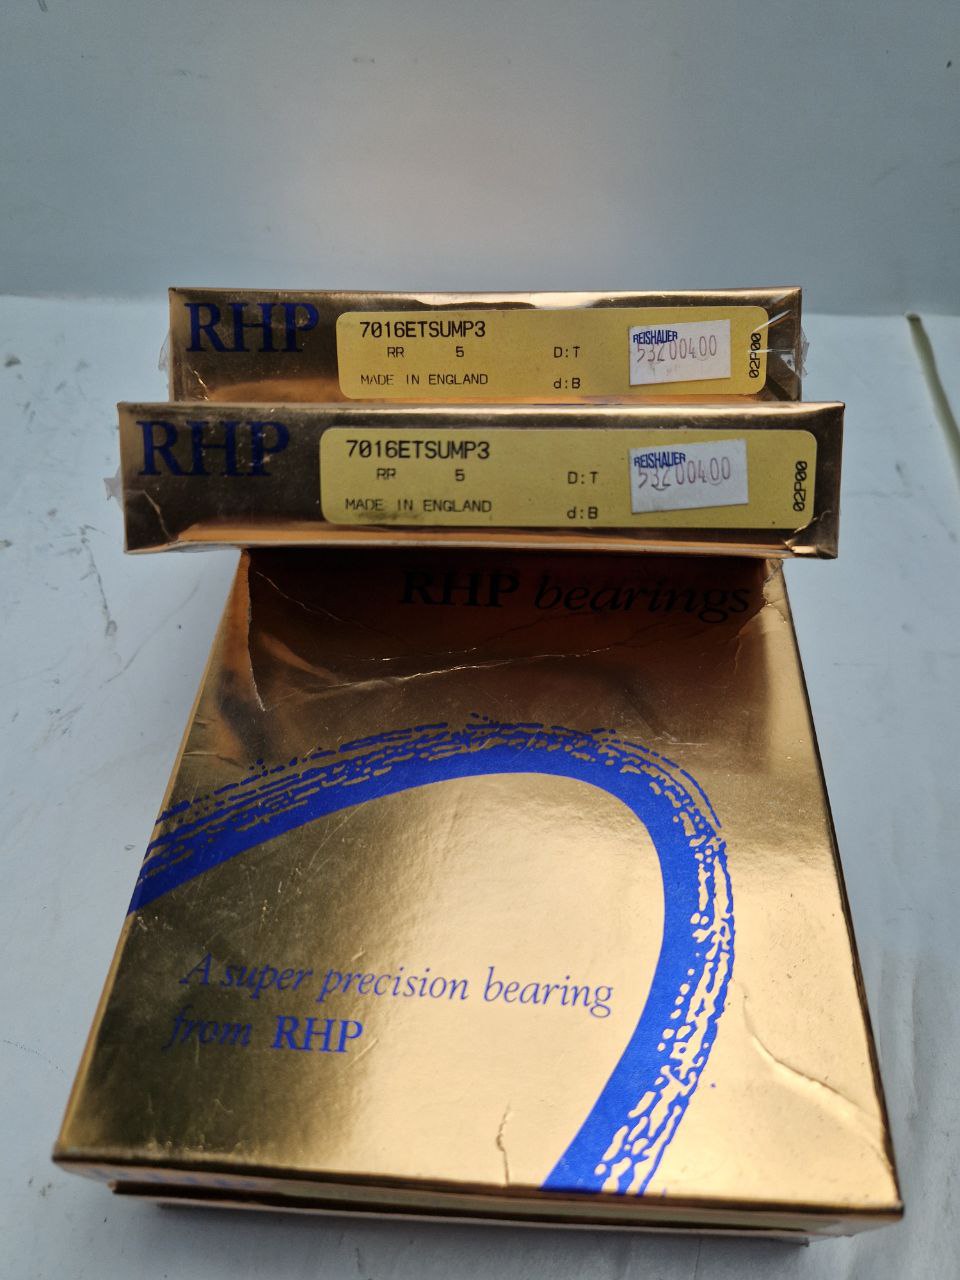 RHP
7016ETSUMP3
RR 5 D:T
MADE IN ENGLAND d:B
REISHAUER
53200400
02P00
RHP
7016ETSUMP3
RR 5 D:T
MADE IN ENGLAND d:B
REISHAUER
53200400
02P00
RHP bearings
A super precision bearing
from RHP